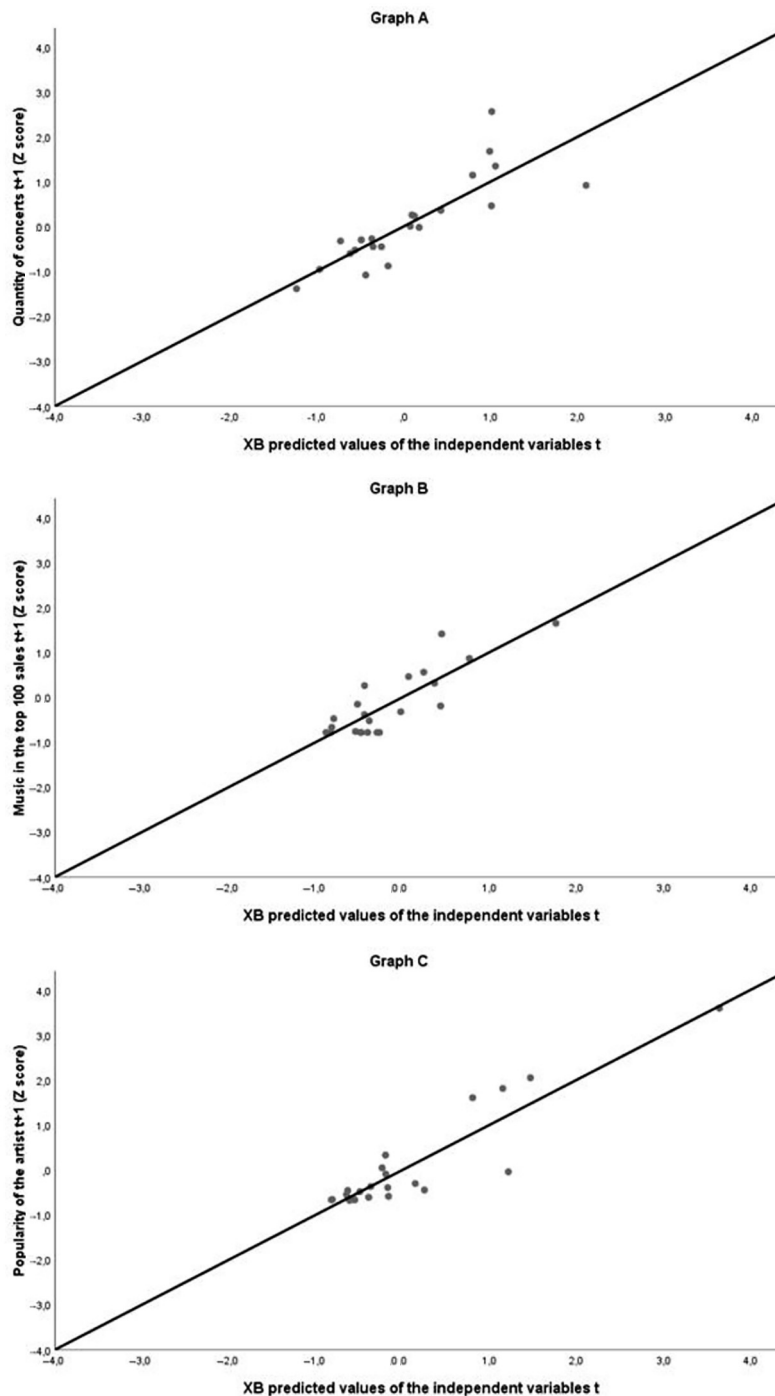 Graph A
Quantity of concerts t+1 (Z score)
4,0
3,0
2,0
1,0
,0
–1,0
–2,0
–3,0
–4,0
–4,0 –3,0 –2,0 –1,0 ,0 1,0 2,0 3,0 4,0
XB predicted values of the independent variables t
Graph B
Music in the top 100 sales t+1 (Z score)
4,0
3,0
2,0
1,0
,0 0
–1,0
–2,0
–3,0
–4,0
–4,0 –3,0 –2,0 –1,0 ,0 0 1,0 2,0 3,0 4,0
XB predicted values of the independent variables t
Graph C
Popularity of the artist t+1 (Z score)
4,0
3,0
2,0
1,0
,0
–1,0
–2,0
–3,0
–4,0
–4,0 –3,0 –2,0 –1,0 ,0 0 1,0 2,0 3,0 4,0
XB predicted values of the independent variables t